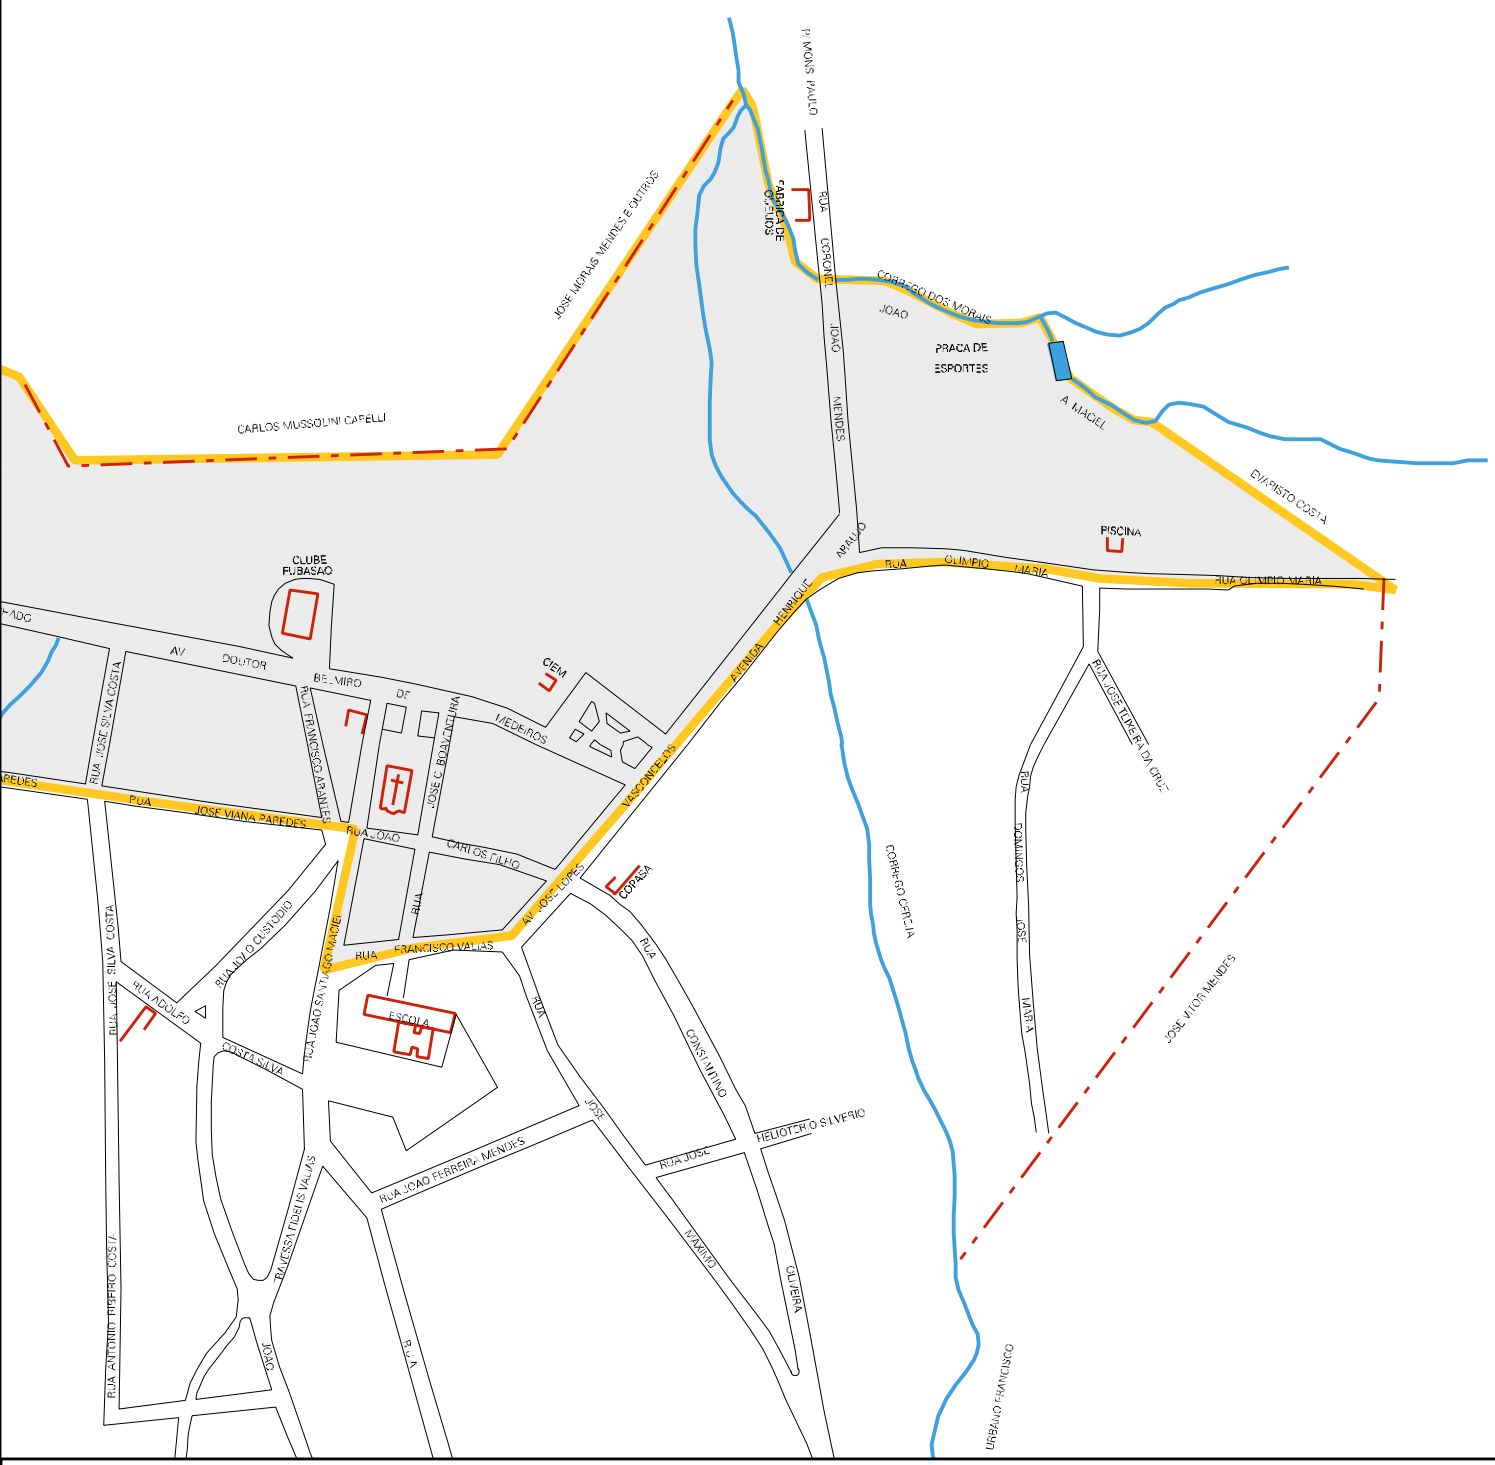 P/ MONS PAULO
JOSE MORAIS MENDES E OUTROS
FABRICA DE
QUEIJOS
RUA
CORONEL
JOAO
MENDES
CORREGO DOS MORAIS
JOAO
PRACA DE
ESPORTES
A MACIEL
CARLOS MUSSOLINI CAPELLI
EVARISTO COSTA
PISCINA
ARAUJO
RUA
OLIMPIO
MARIA
RUA OLIMPIO MARIA
CLUBE
FUBASAO
AV
DOUTOR
BELMIRO
DE
MEDEIROS
CIEM
HENRIQUE
AVENIDA
VASCONCELOS
AV JOSE LOPES
RUA JOSE SILVA COSTA
RUA FRANCISCO ARANTES
JOSE C BOAVENTURA
RUA
AREDES
RUA
JOSE VIANA PAREDES
RUA JOAO
CARLOS FILHO
RUA JOSE TEIXEIRA DA CRUZ
RUA
DOMINGOS
JOSE
MARIA
COPASA
CORREGO CEREJA
RUA JOAO CUSTODIO
RUA
FRANCISCO VALIAS
RUA JOAO SANTIAGO MACIEL
RUA JOSE SILVA COSTA
RUA ADOLFO
COSTA SILVA
ESCOLA
RUA
JOSE
MAXIMO
RUA
CONSTANTINO
OLIVEIRA
JOSE VITOR MENDES
RUA JOSE
HELIOTERIO SILVERIO
RUA JOAO FERREIRA MENDES
TRAVESSA FIDELIS VALIAS
RUA ANTONIO RIBEIRO COSTA
JOAO
RUA
URBANO FRANCISCO